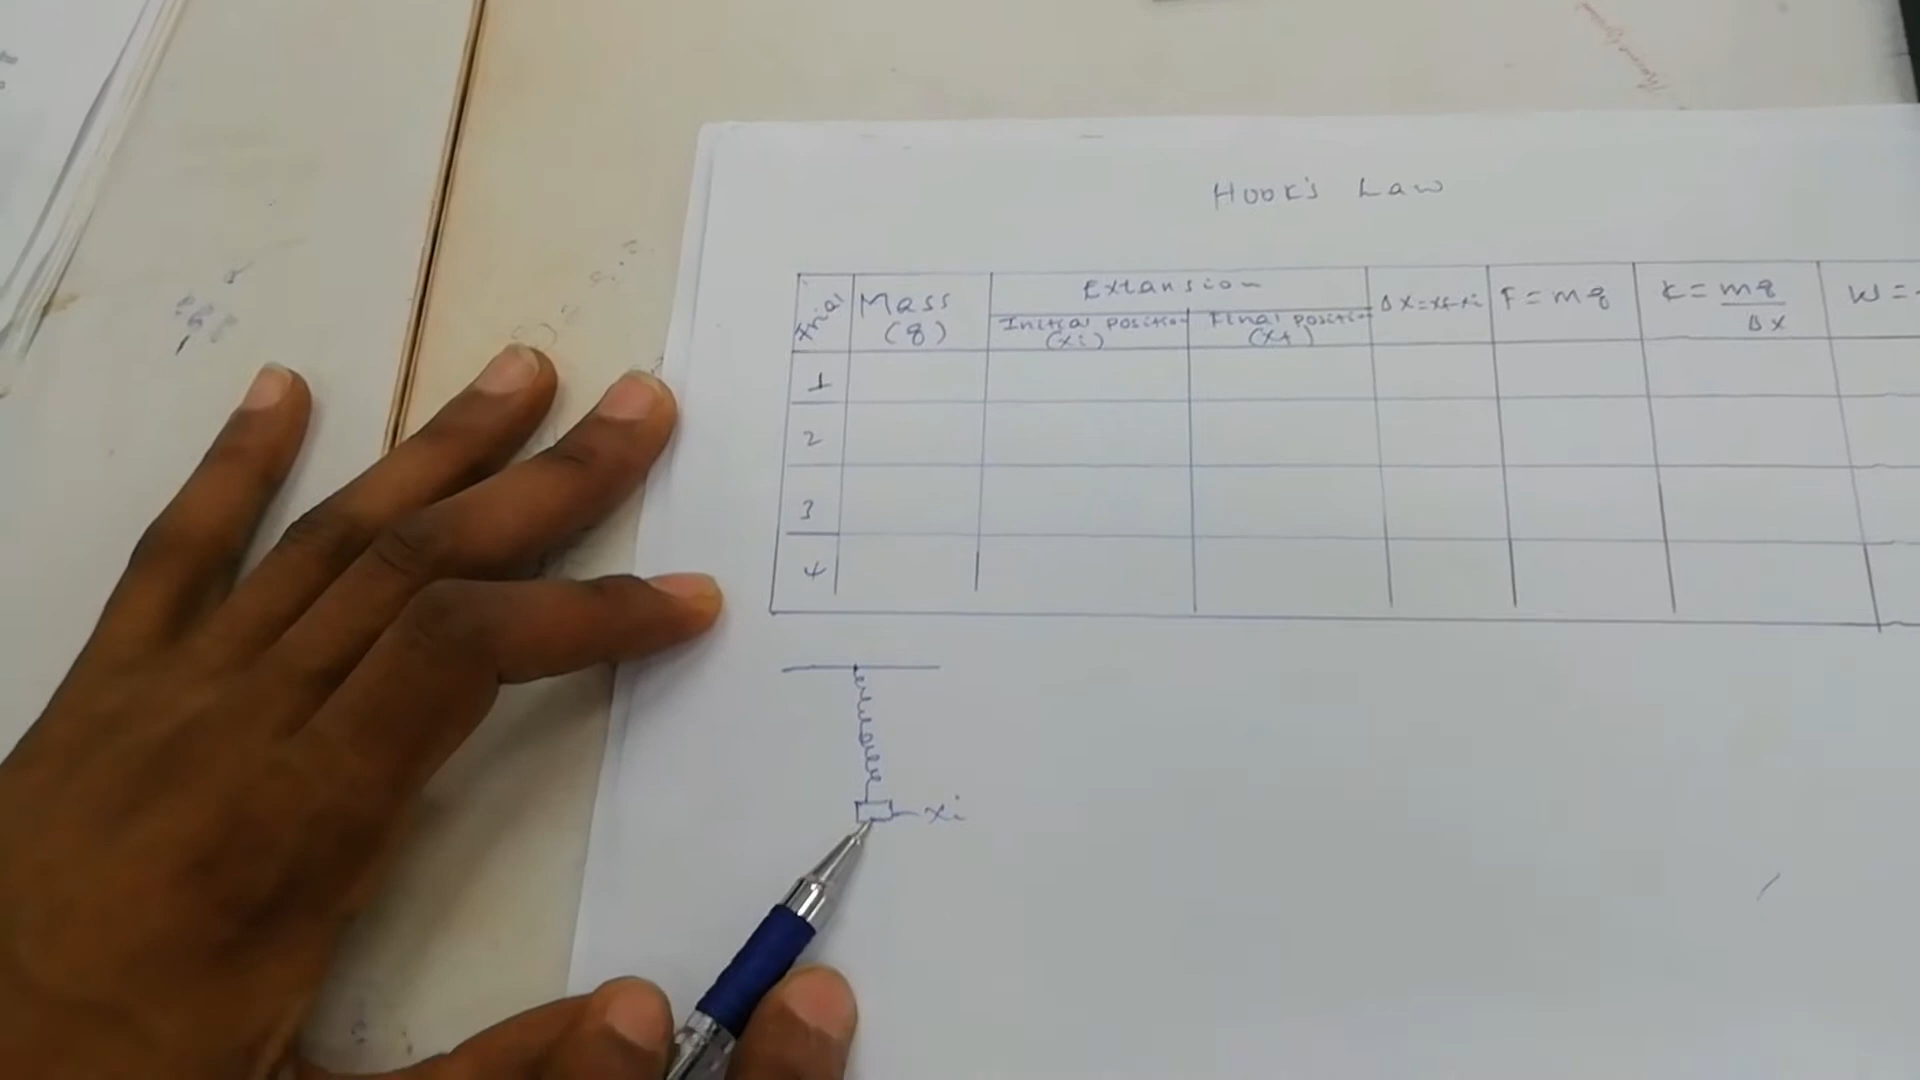 Hook's Law
Trial
Mass
(g)
Extansion
Initial position
(xi)
Final position
(xf)
Δx=xf-xi
F=mg
K=mg
Δx
W=
1
2
3
4
xi